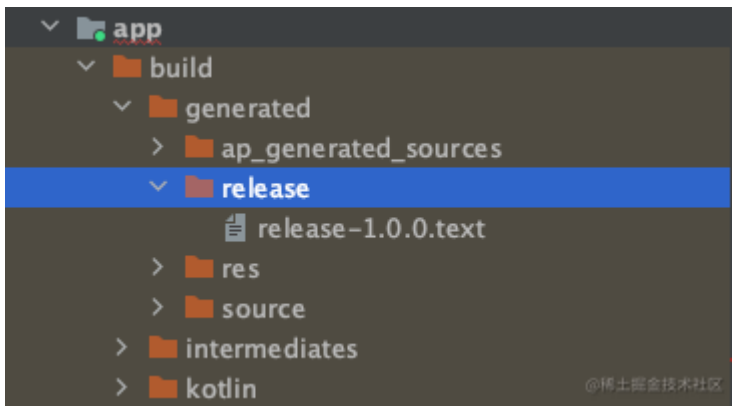 app
build
generated
ap_generated_sources
release
release-1.0.0.text
res
source
intermediates
kotlin
@稀土掘金技术社区